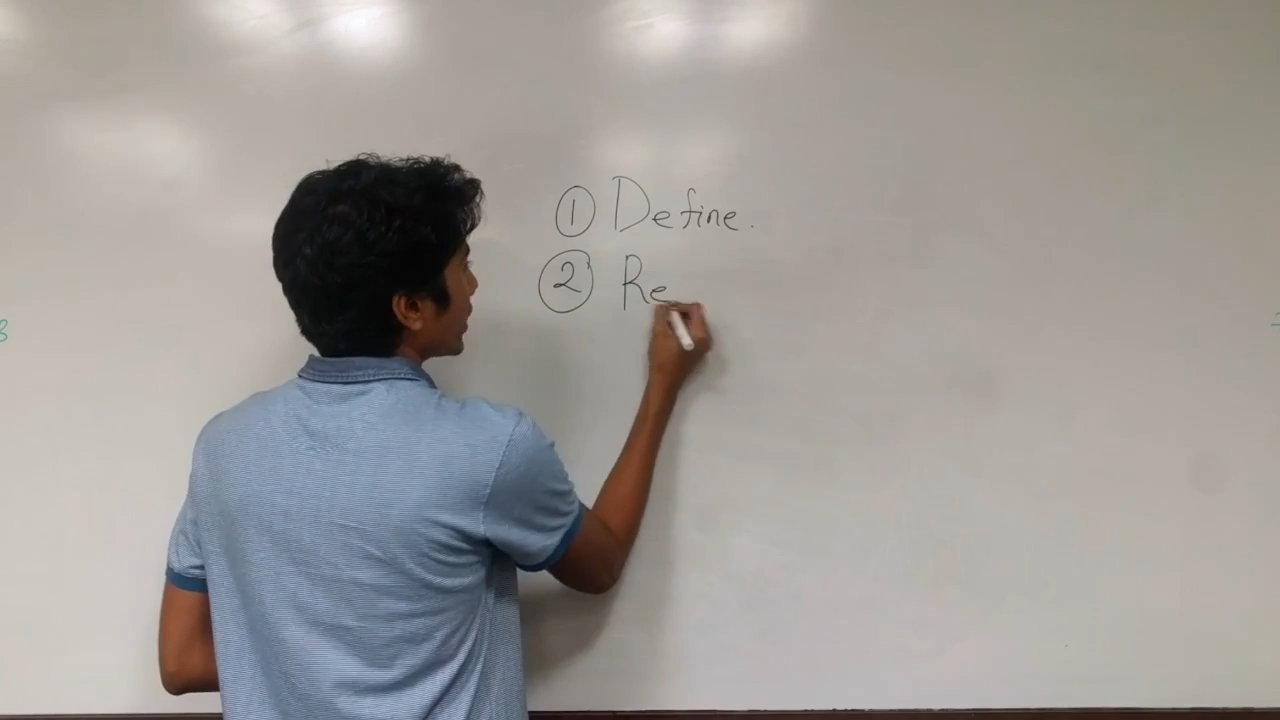 ① Define.
② Re